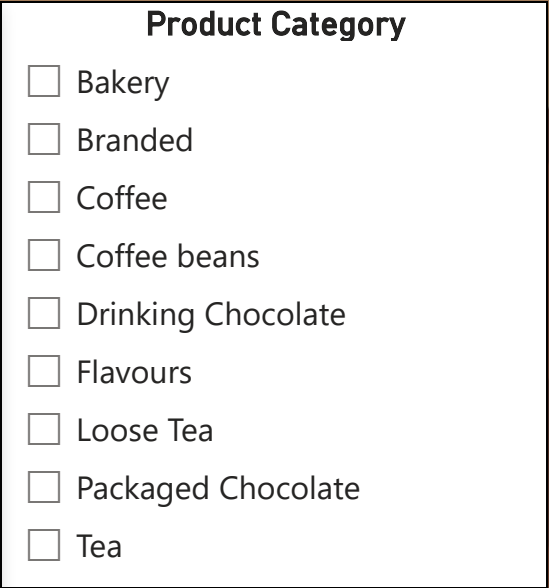 Product Category
Bakery
Branded
Coffee
Coffee beans
Drinking Chocolate
Flavours
Loose Tea
Packaged Chocolate
Tea